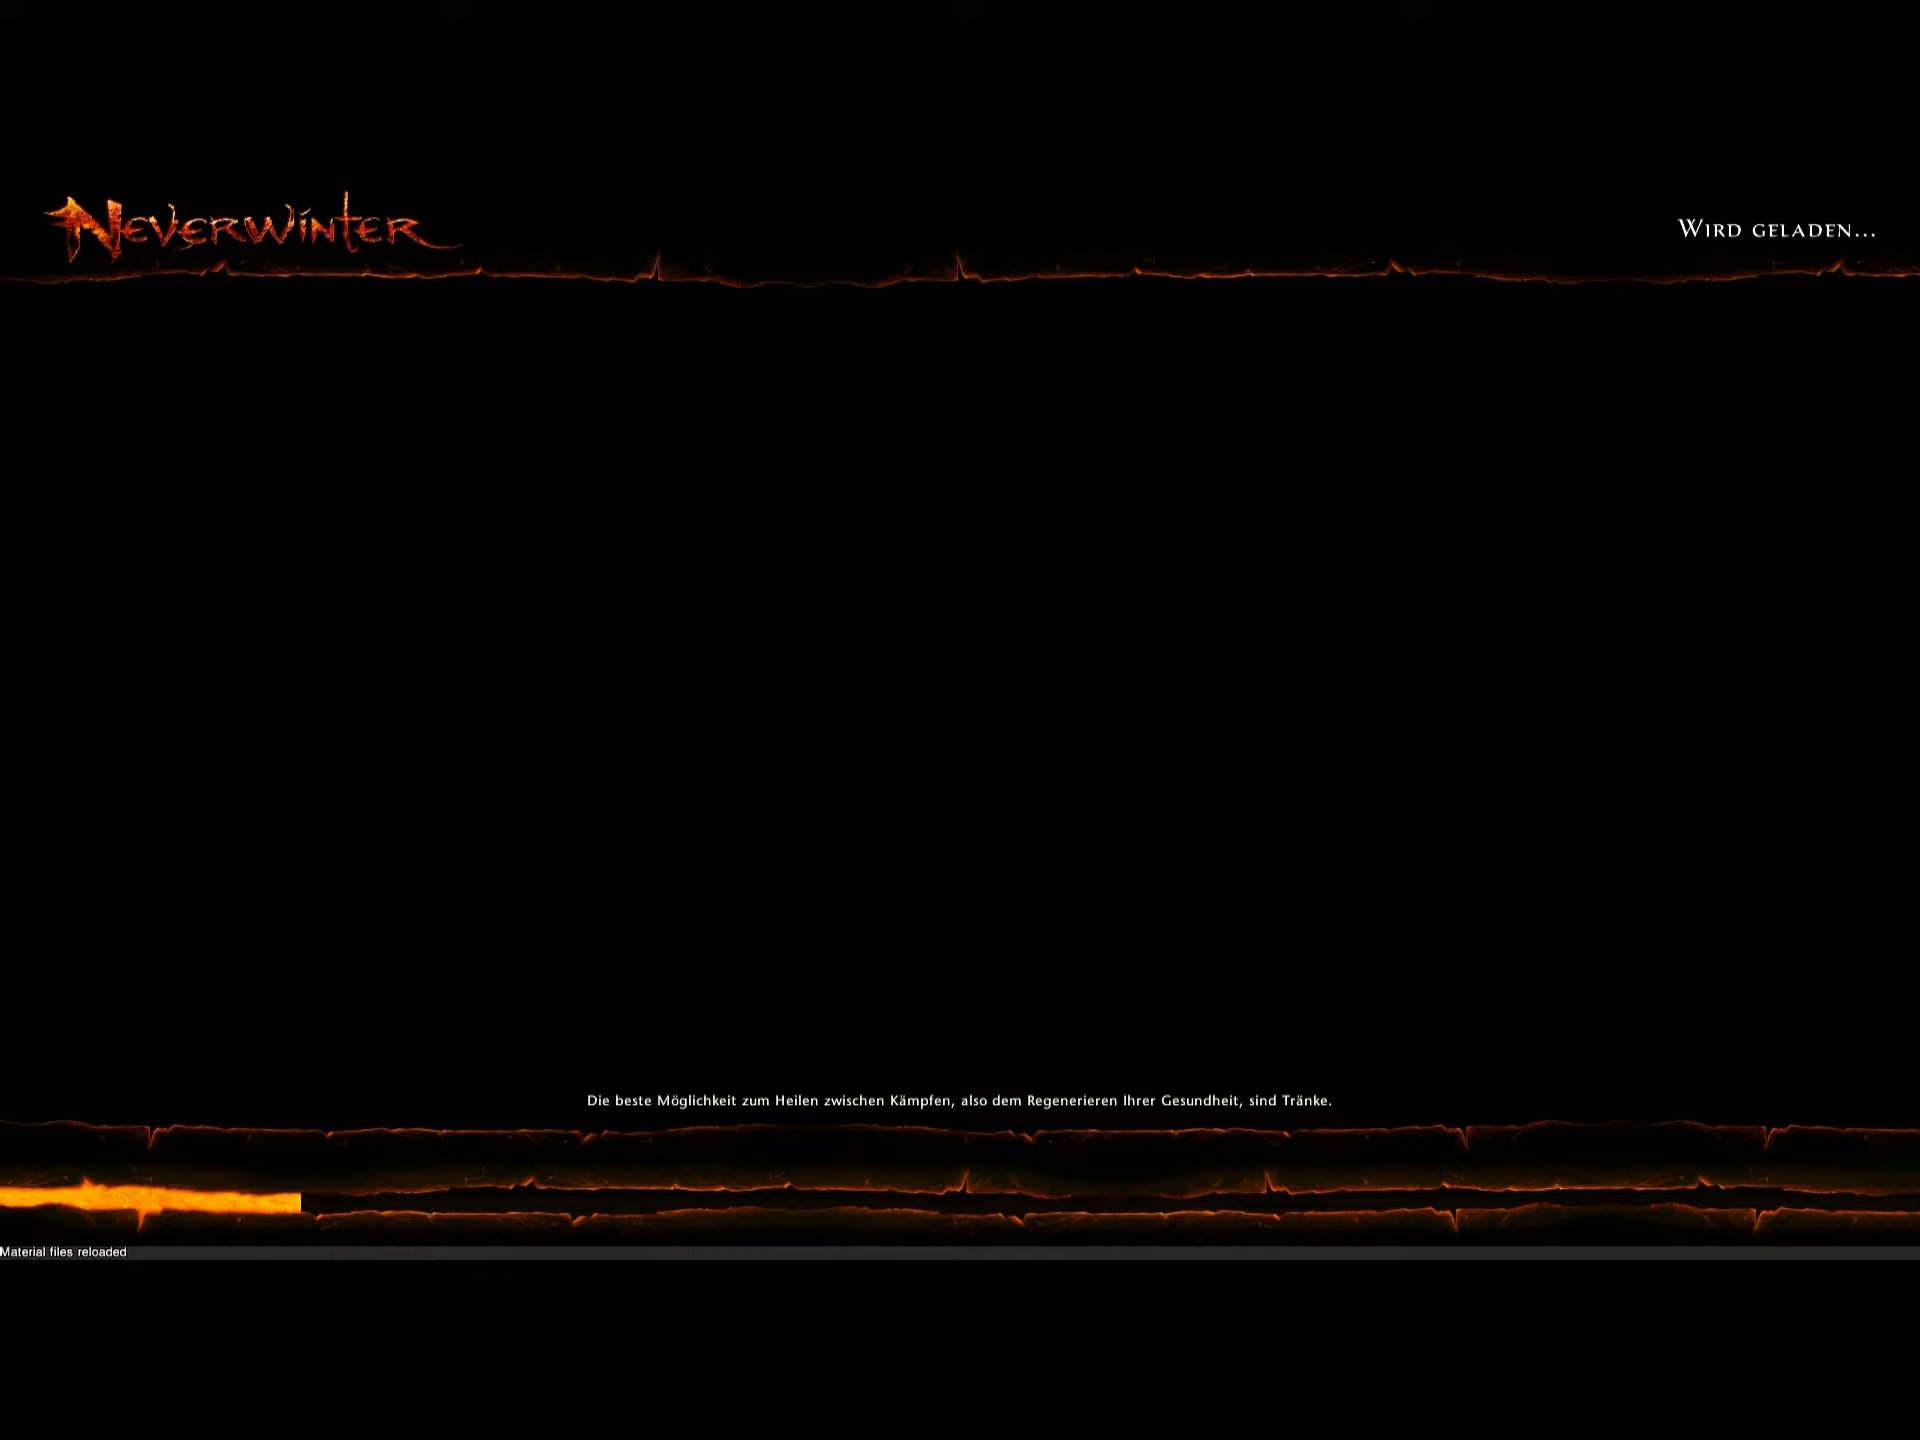 Neverwinter
Wird geladen...
Die beste Möglichkeit zum Heilen zwischen Kämpfen, also dem Regenerieren Ihrer Gesundheit, sind Tränke.
Material files reloaded